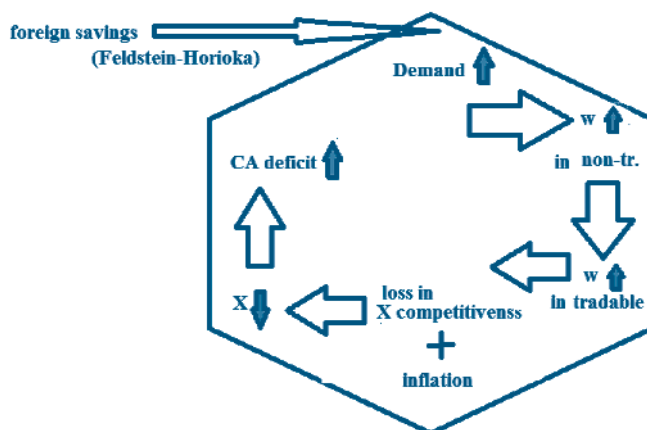 foreign savings
(Feldstein-Horioka)
Demand
w
in non-tr.
w
in tradable
loss in
X competitivenss
+
inflation
X
CA deficit